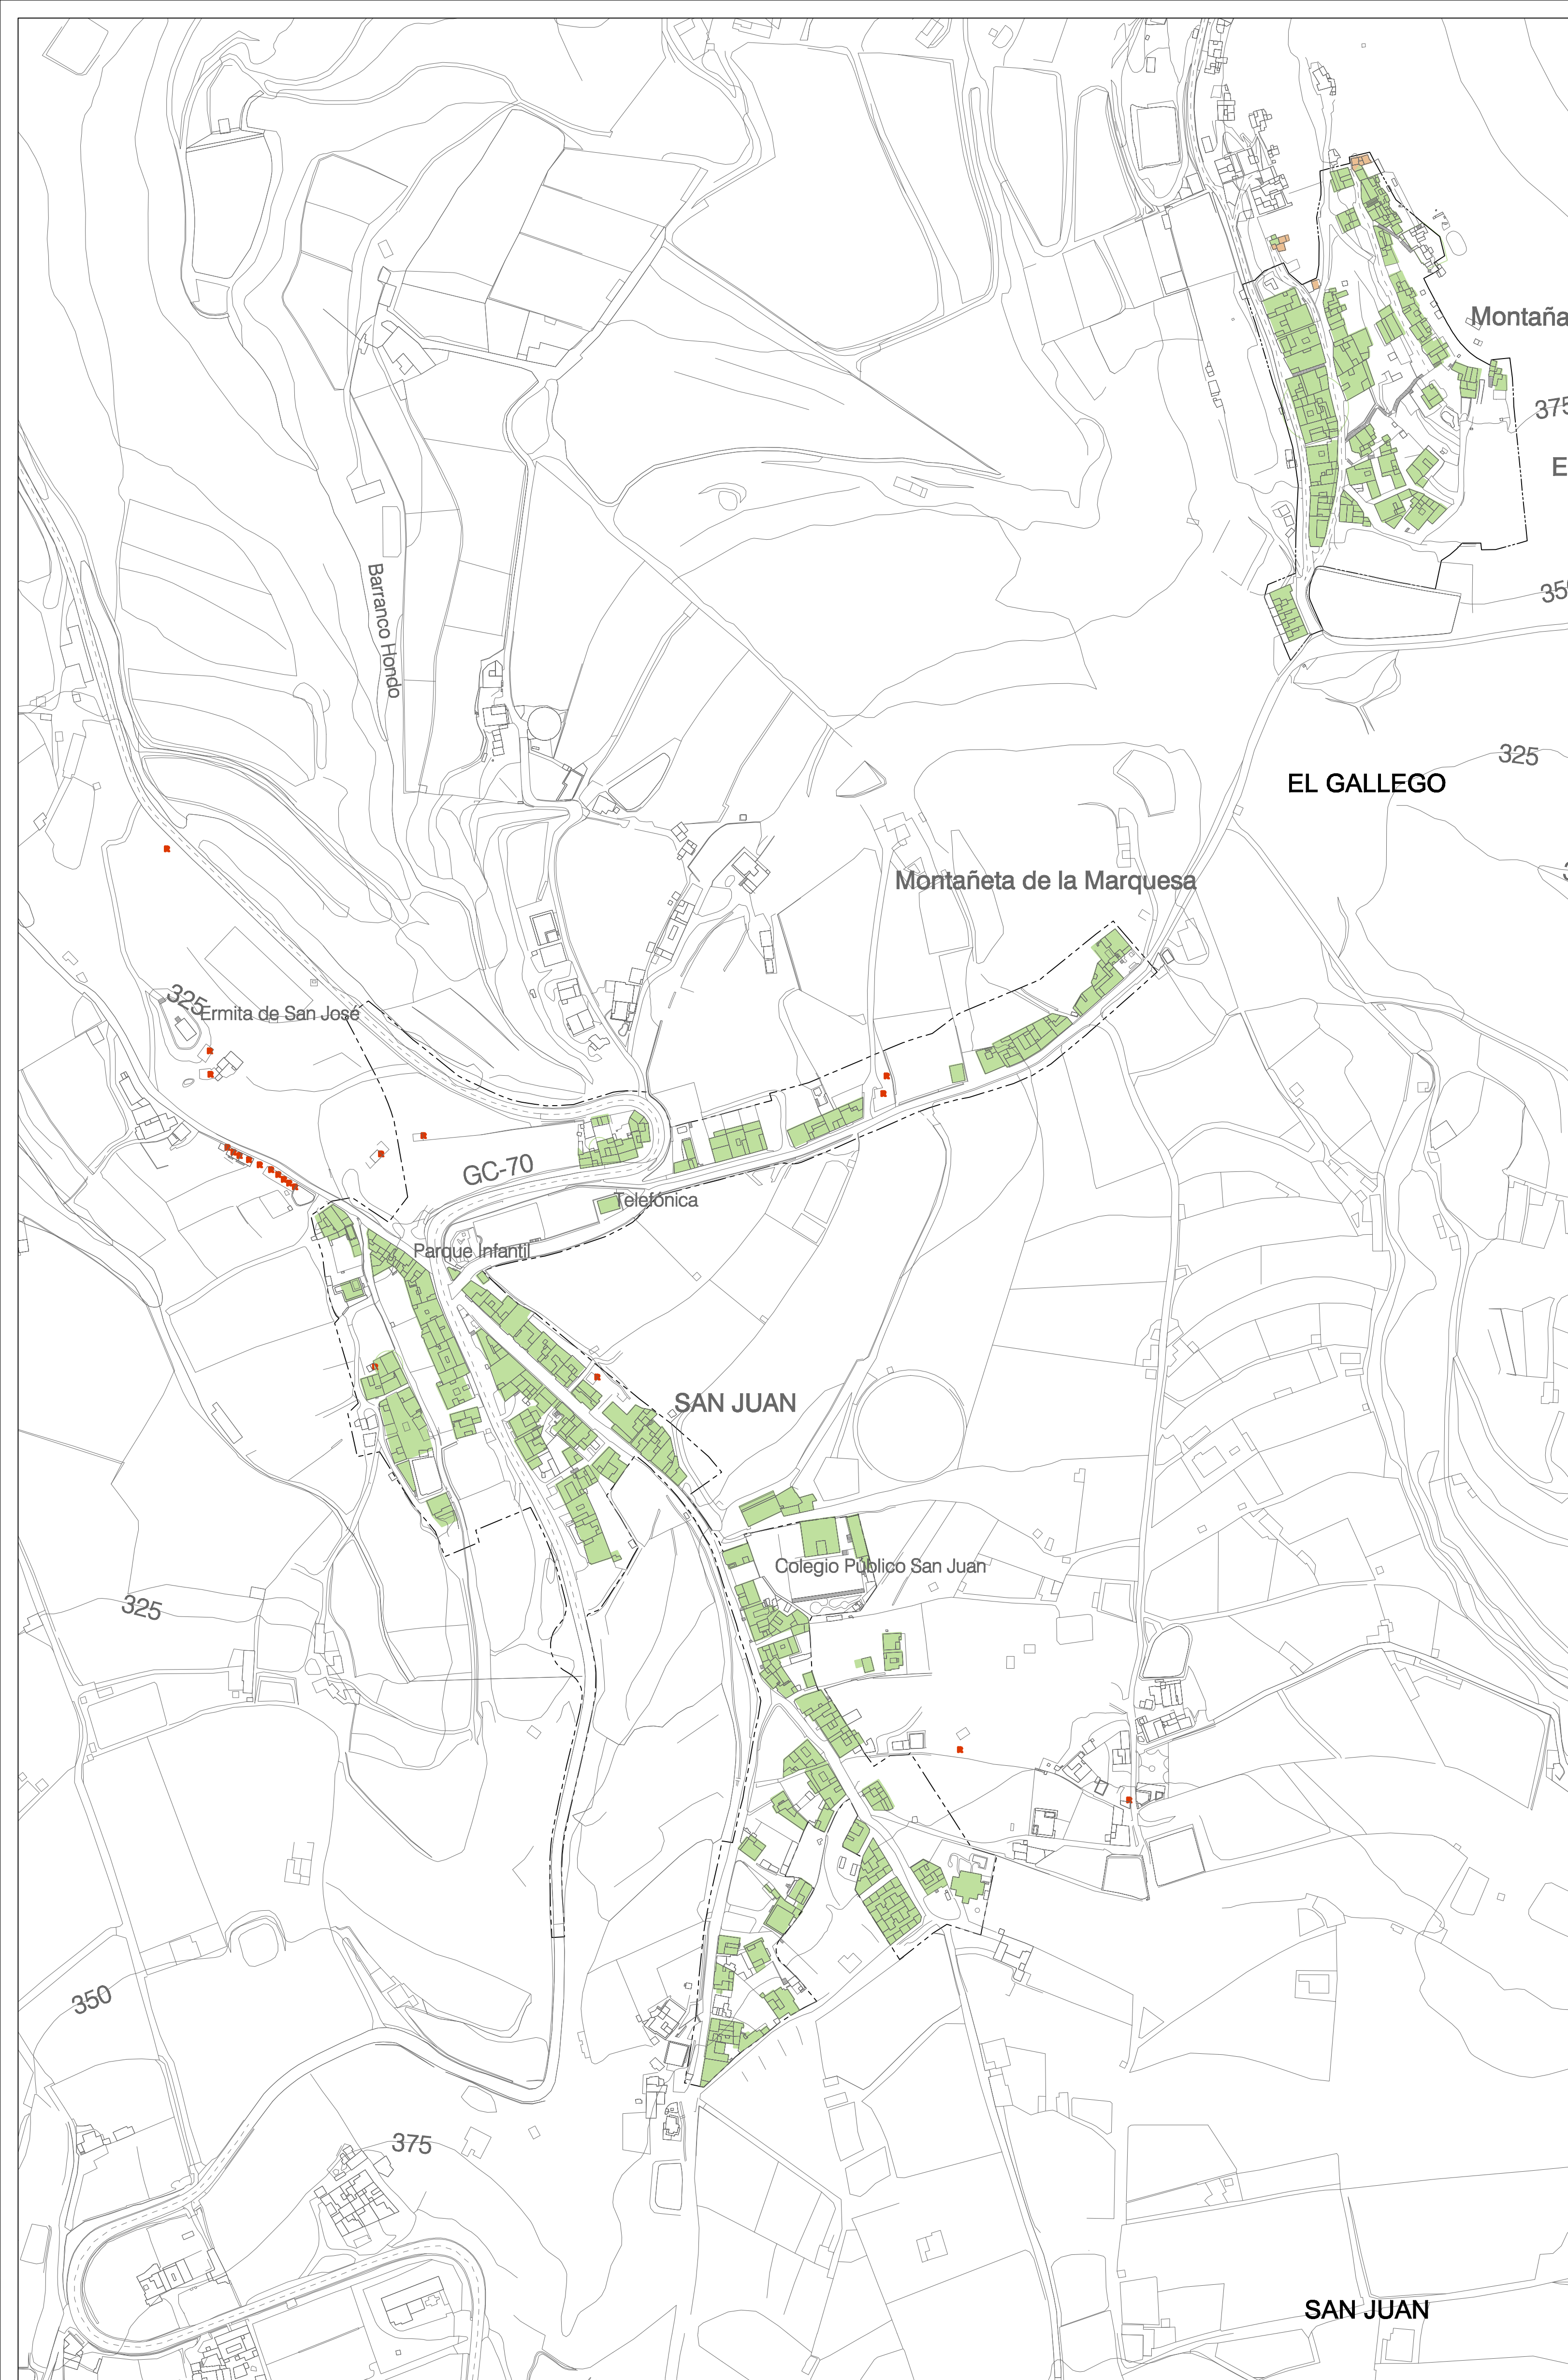 Montaña
375
E
Barranco Hondo
35
325
EL GALLEGO
Montañeta de la Marquesa
325
Ermita de San José
GC-70
Telefónica
Parque Infantil
SAN JUAN
Colegio Público San Juan
325
350
375
SAN JUAN